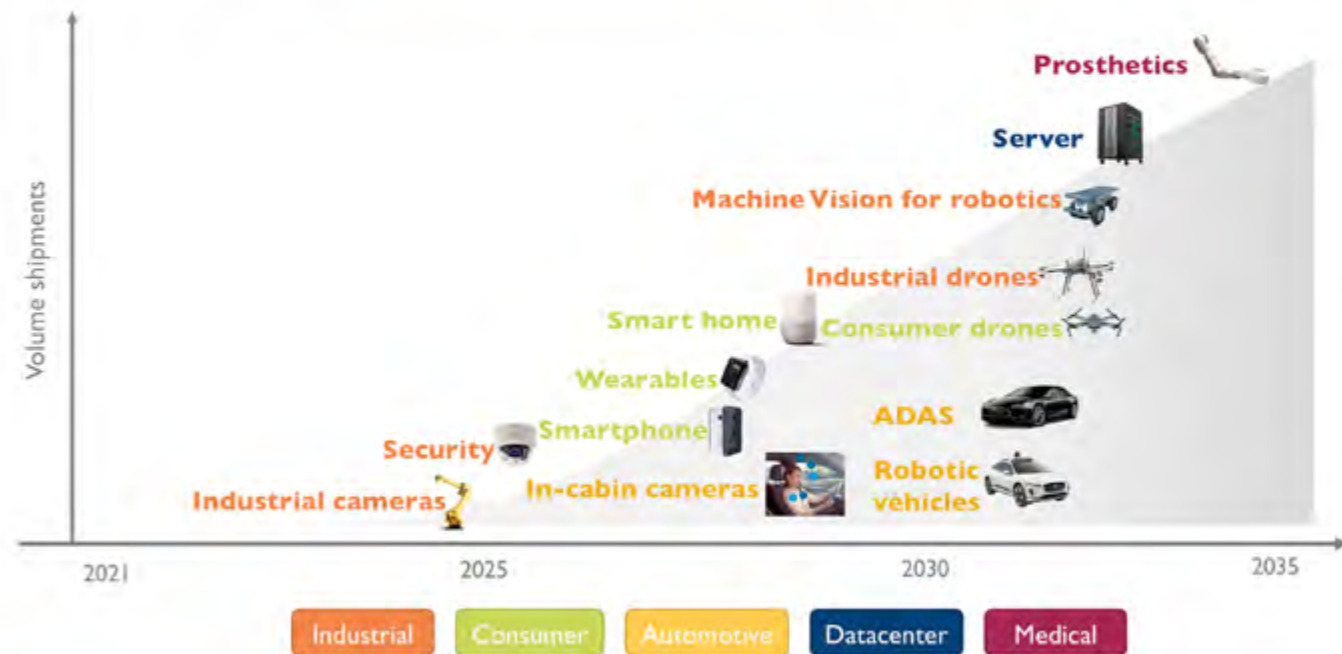 Prosthetics
Server
Machine Vision for robotics
Industrial drones
Smart home
Consumer drones
Wearables
ADAS
Smartphone
Security
Robotic
vehicles
In-cabin cameras
Industrial cameras
Volume shipments
2021
2025
2030
2035
Industrial
Consumer
Automotive
Datacenter
Medical